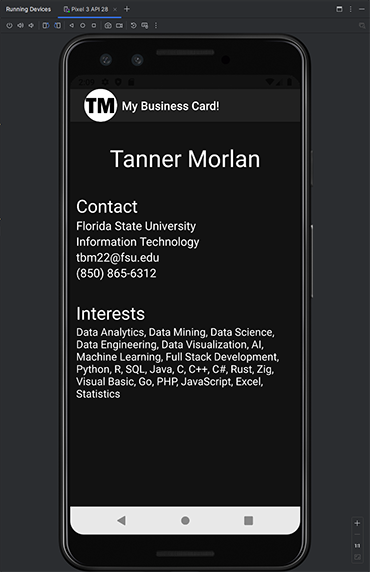 Running Devices
Pixel 3 API 28
TM
My Business Card!
Tanner Morlan
Contact
Florida State University
Information Technology
tbm22@fsu.edu
(850) 865-6312
Interests
Data Analytics, Data Mining, Data Science,
Data Engineering, Data Visualization, AI,
Machine Learning, Full Stack Development,
Python, R, SQL, Java, C, C++, C#, Rust, Zig,
Visual Basic, Go, PHP, JavaScript, Excel,
Statistics
1:1